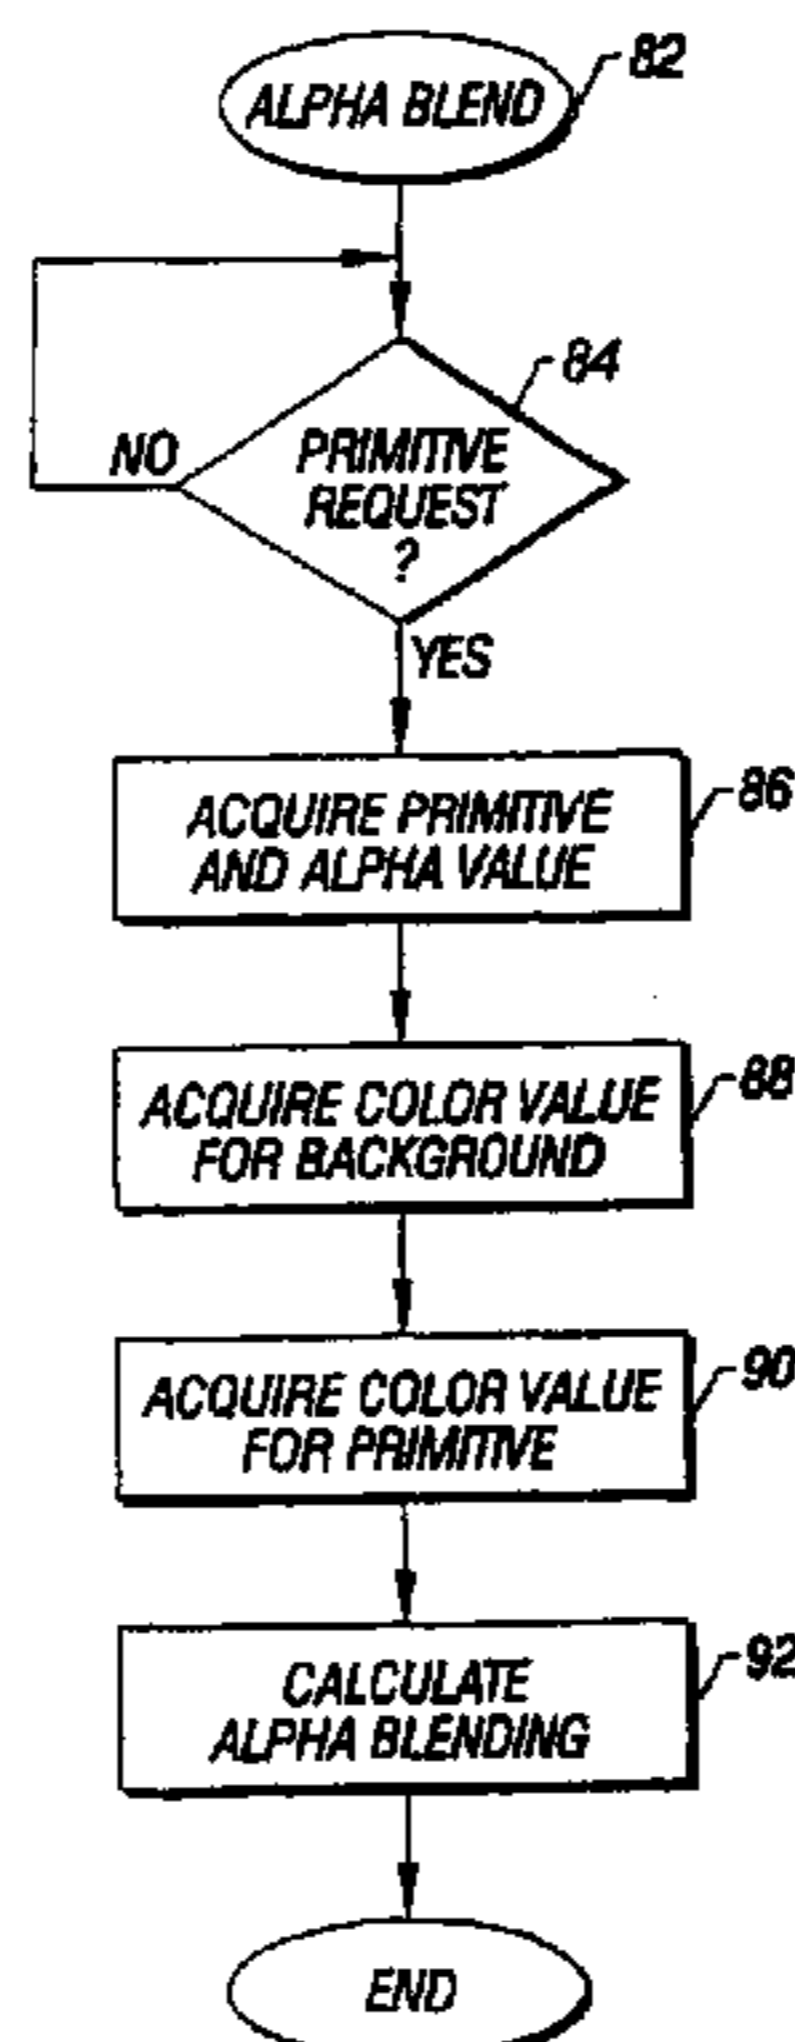 ALPHA BLEND
82
84
PRIMITIVE
REQUEST
?
NO
YES
ACQUIRE PRIMITIVE
AND ALPHA VALUE
86
ACQUIRE COLOR VALUE
FOR BACKGROUND
88
ACQUIRE COLOR VALUE
FOR PRIMITIVE
90
CALCULATE
ALPHA BLENDING
92
END